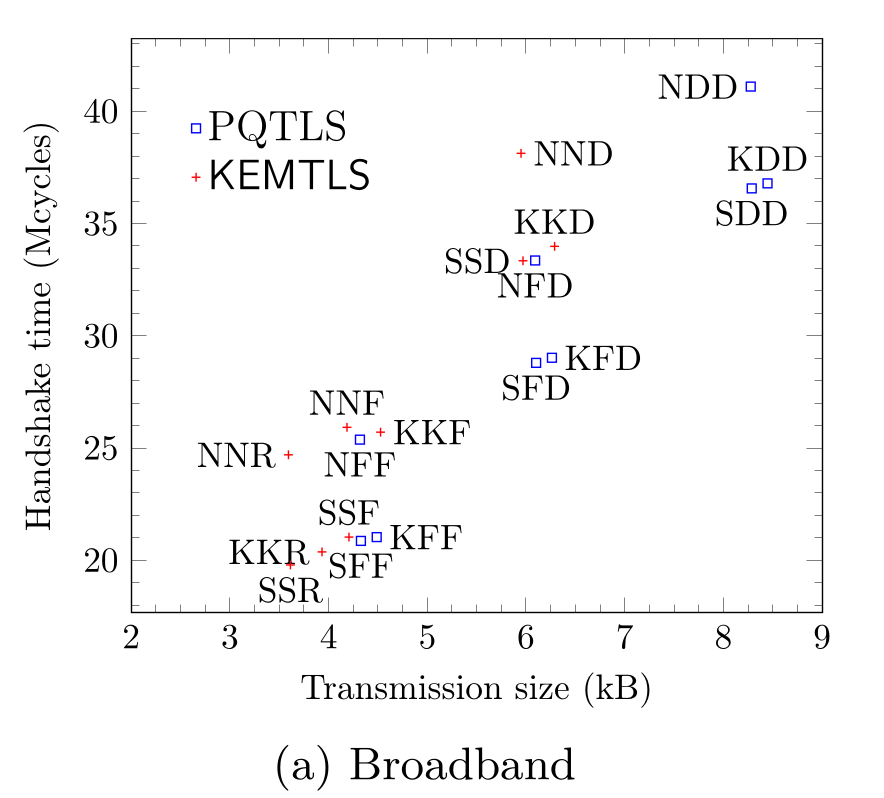 NDD
40
PQTLS
NND
KDD
KEMTLS
SDD
35
KKD
SSD
NFD
30
KFD
SFD
NNF
KKF
25
NNR
NFF
SSF
KFF
KKR
20
SFF
SSR
2 3 4 5 6 7 8 9
Handshake time (Mcycles)
Transmission size (kB)
(a) Broadband